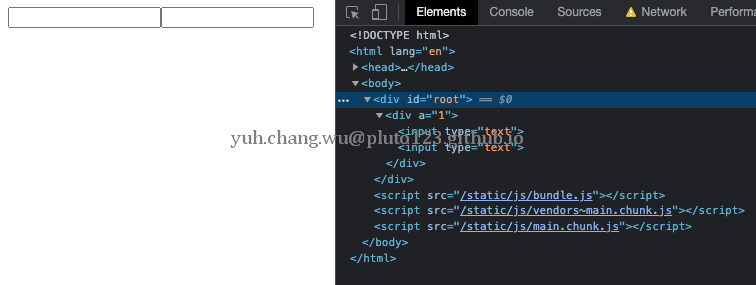 Elements Console Sources Network Performa
<!DOCTYPE html>
<html lang="en">
<head>…</head>
<body>
<div id="root"> == $0
<div a="1">
<input type="text">
<input type="text">
</div>
</div>
<script src="/static/js/bundle.js"></script>
<script src="/static/js/vendors~main.chunk.js"></script>
<script src="/static/js/main.chunk.js"></script>
</body>
</html>
yuh.chang.wu@pluto123.github.io